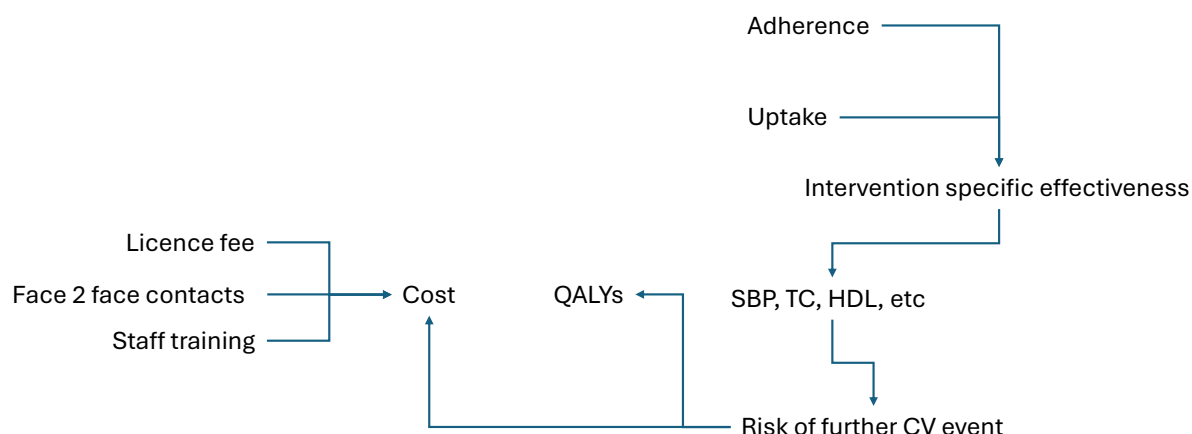 Adherence
Uptake
Intervention specific effectiveness
Licence fee
Face 2 face contacts
Cost
QALYs
SBP, TC, HDL, etc
Staff training
Risk of further CV event